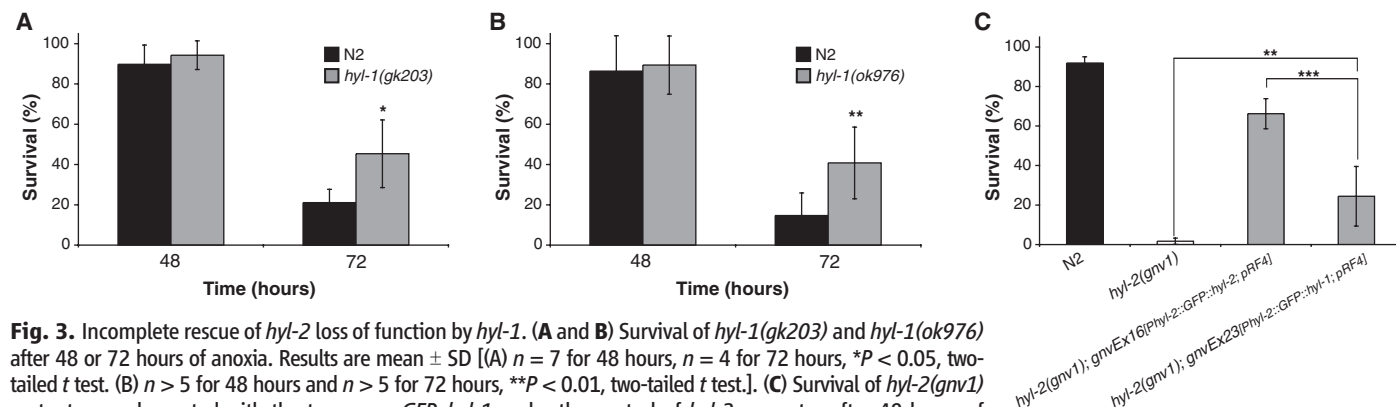 A
100
80
60
40
20
0
Survival (%)
N2
hyl-1(gk203)
*
48
72
Time (hours)
B
100
80
60
40
20
0
Survival (%)
N2
hyl-1(ok976)
**
48
72
Time (hours)
C
100
80
60
40
20
0
Survival (%)
**
***
N2
hyl-2(gnv1)
hyl-2(gnv1); gnvEx16[Phyl-2::GFP::hyl-2; pRF4]
hyl-2(gnv1); gnvEx23[Phyl-2::GFP::hyl-1; pRF4]
Fig. 3. Incomplete rescue of hyl-2 loss of function by hyl-1. (A and B) Survival of hyl-1(gk203) and hyl-1(ok976)
after 48 or 72 hours of anoxia. Results are mean ± SD [(A) n = 7 for 48 hours, n = 4 for 72 hours, *P < 0.05, two-
tailed t test. (B) n > 5 for 48 hours and n > 5 for 72 hours, **P < 0.01, two-tailed t test.]. (C) Survival of hyl-2(gnv1)